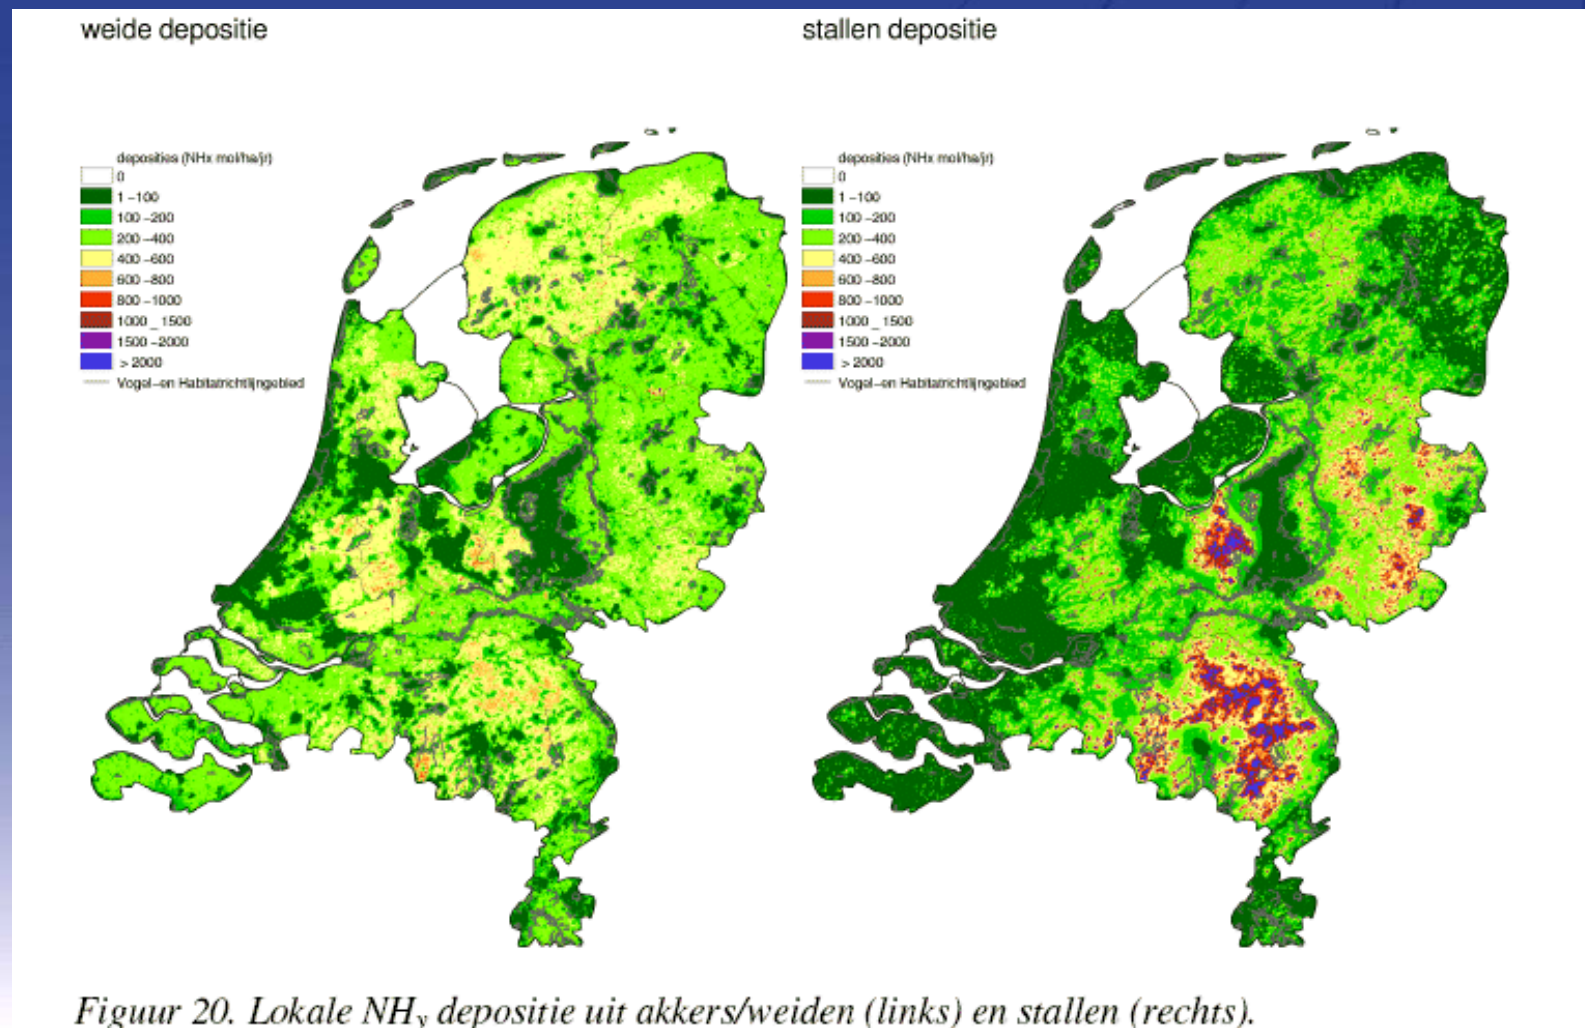 weide depositie
deposities (NHx mol/ha/jr)
0
1 –100
100 –200
200 –400
400 –600
600 –800
800 –1000
1000 _ 1500
1500 –2000
> 2000
Vogel–en Habitatrichtlijngebied
stallen depositie
deposities (NHx mol/ha/jr)
0
1 –100
100 –200
200 –400
400 –600
600 –800
800 –1000
1000 _ 1500
1500 –2000
> 2000
Vogel–en Habitatrichtlijngebied
Figuur 20. Lokale NHy depositie uit akkers/weiden (links) en stallen (rechts).